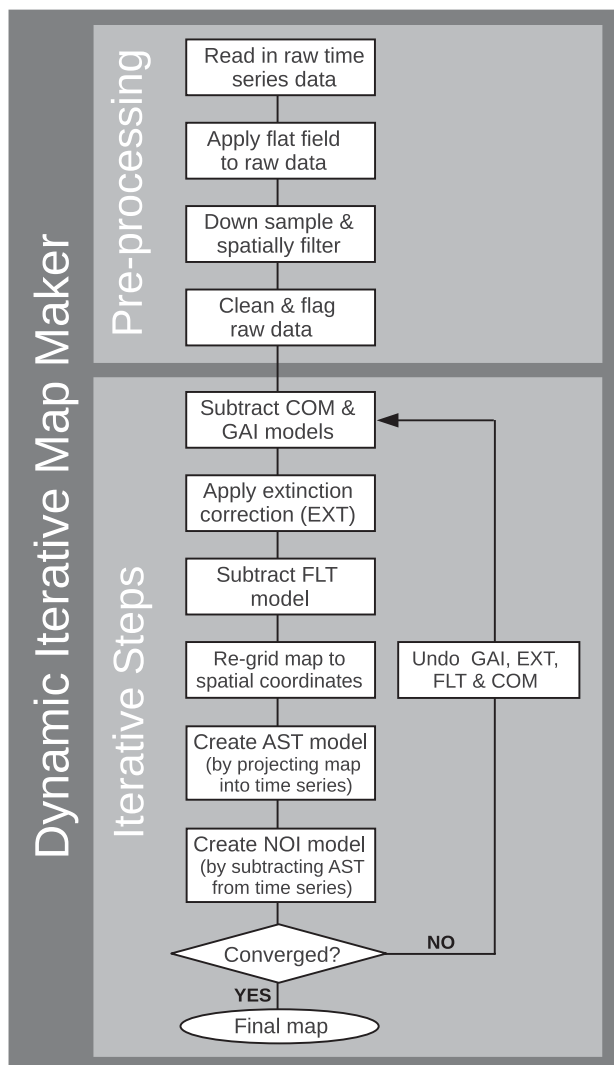 Dynamic Iterative Map Maker
Pre-processing
Read in raw time
series data
Apply flat field
to raw data
Down sample &
spatially filter
Clean & flag
raw data
Iterative Steps
Subtract COM &
GAI models
Apply extinction
correction (EXT)
Subtract FLT
model
Re-grid map to
spatial coordinates
Undo GAI, EXT,
FLT & COM
Create AST model
(by projecting map
into time series)
Create NOI model
(by subtracting AST
from time series)
Converged?
NO
YES
Final map